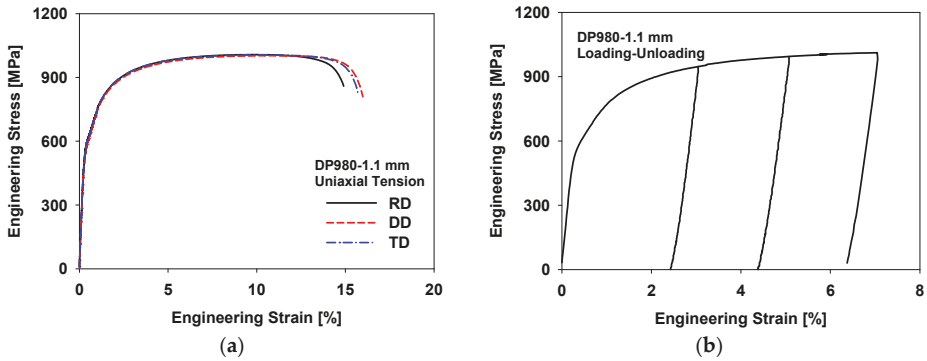 1200
900
600
300
0
Engineering Stress [MPa]
DP980-1.1 mm
Uniaxial Tension
RD
DD
TD
0 5 10 15 20
Engineering Strain [%]
(a)
1200
900
600
300
0
Engineering Stress [MPa]
DP980-1.1 mm
Loading-Unloading
0 2 4 6 8
Engineering Strain [%]
(b)